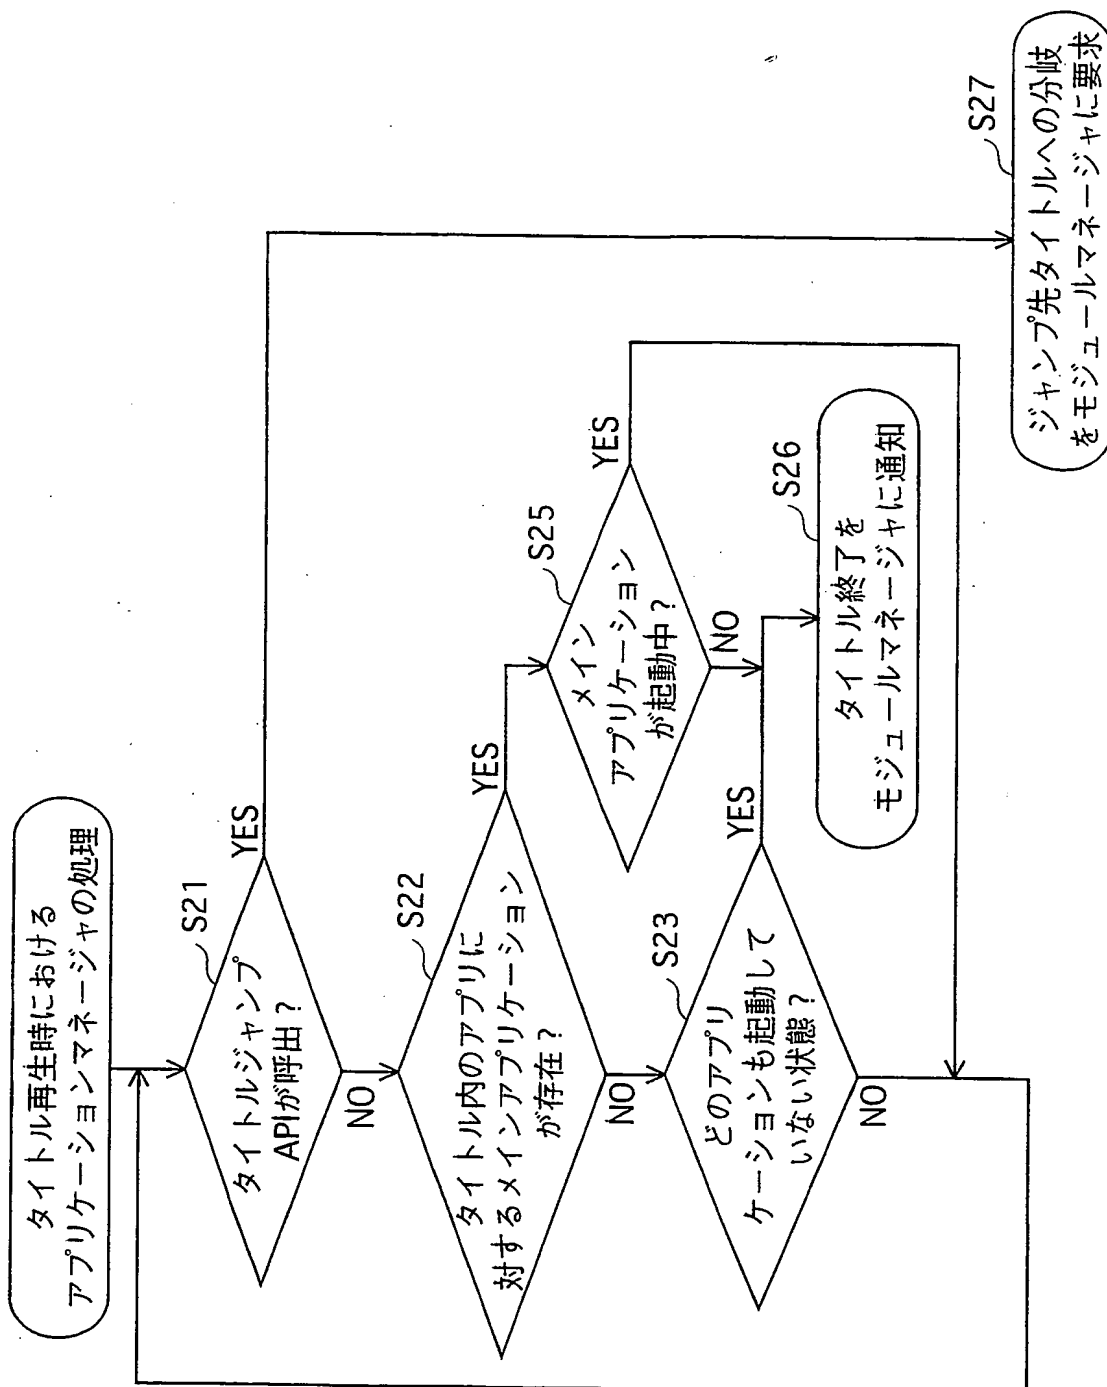 タイトル再生時における
アプリケーションマネージャの処理
S21
タイトルジャンプ
APIが呼出？
YES
NO
S22
タイトル内のアプリに
対するメインアプリケーション
が存在？
YES
NO
S25
メイン
アプリケーション
が起動中？
YES
NO
S23
どのアプリ
ケーションも起動して
いない状態？
YES
NO
S26
タイトル終了を
モジュールマネージャに通知
S27
ジャンプ先タイトルへの分岐
をモジュールマネージャに要求